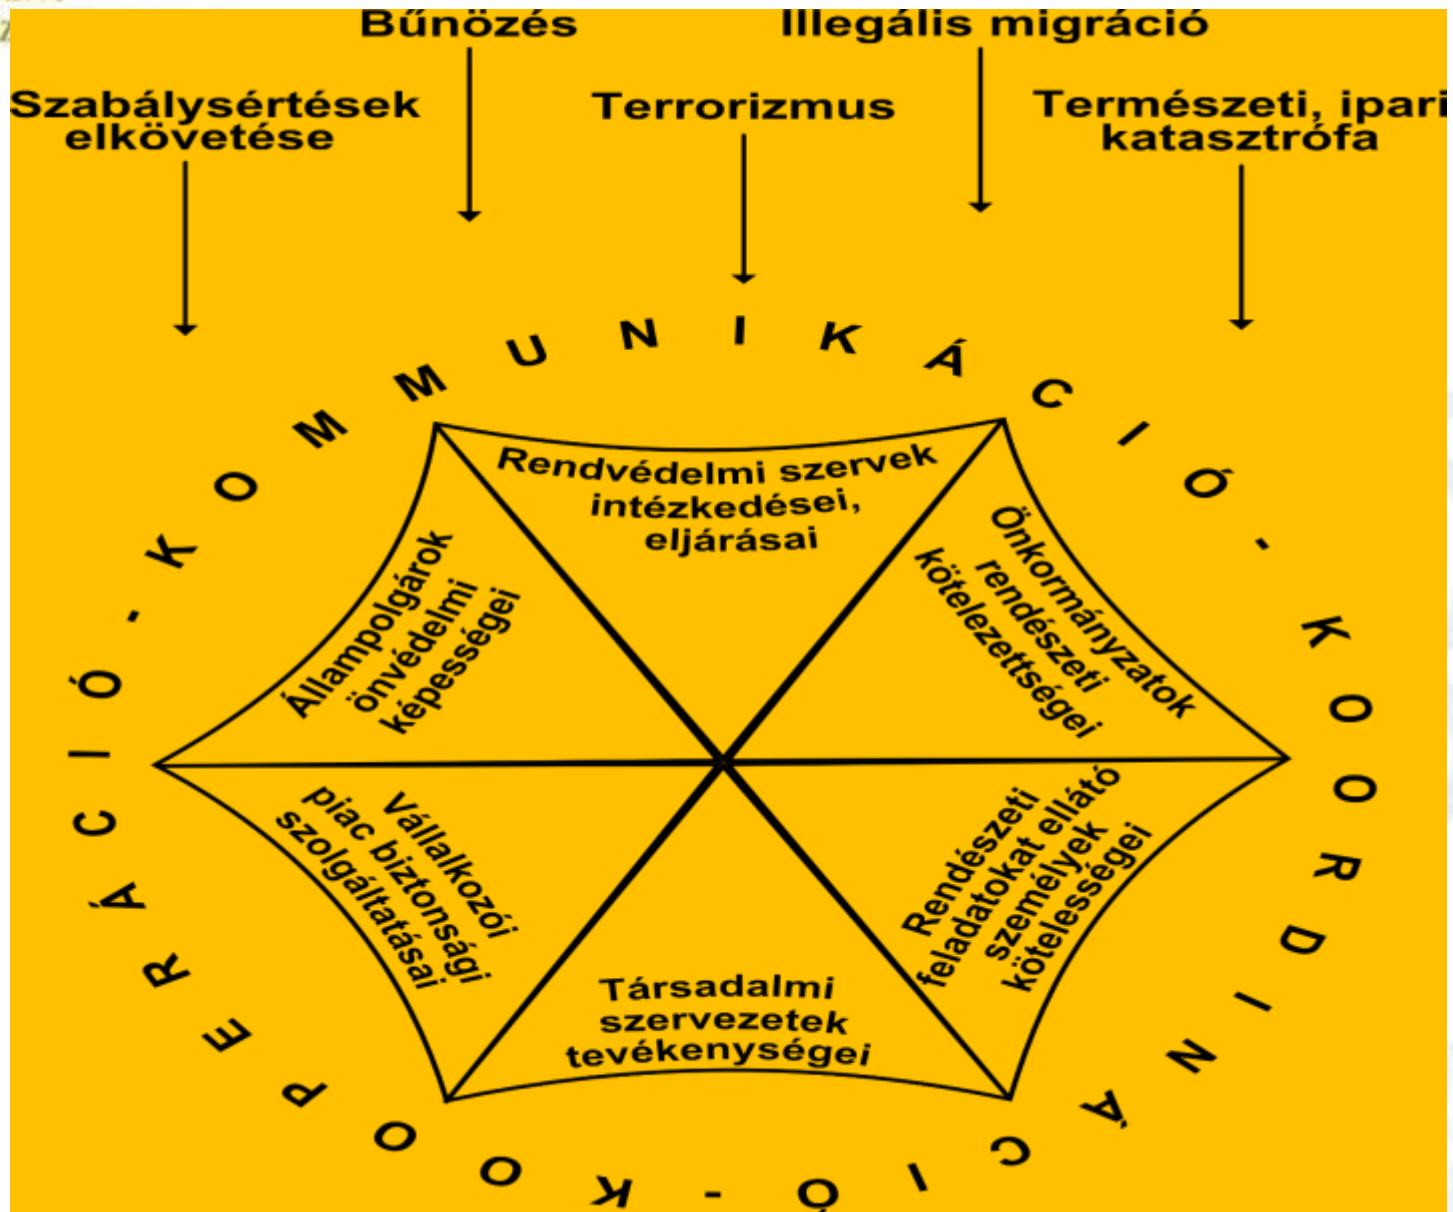 Bűnözés
Illegális migráció
Szabálysértések
elkövetése
Terrorizmus
Természeti, ipari
katasztrófa
KOMMUNIKÁCIÓ-KOORDINÁCIÓ-KOOPERÁCIÓ-
Rendvédelmi szervek
intézkedései,
eljárásai
Önkormányzatok
rendészeti
kötelezettségei
Rendészeti
feladatokat ellátó
személyek
kötelességei
Társadalmi
szervezetek
tevékenységei
Vállalkozói
piac biztonsági
szolgáltatásai
Állampolgárok
önvédelmi
képességei